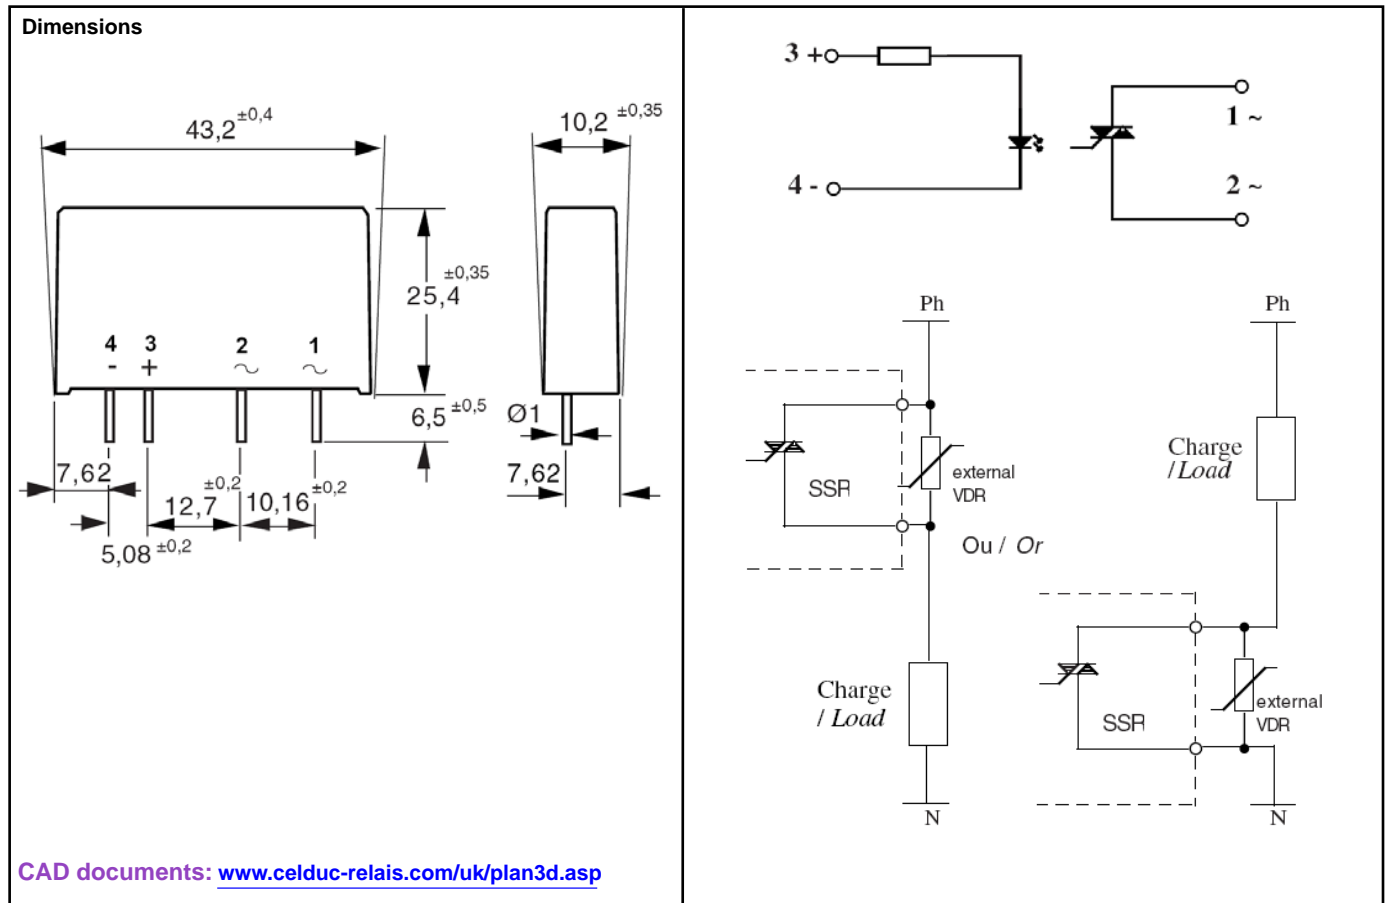 Dimensions
43,2 ±0,4
10,2 ±0,35
±0,35
25,4
4 3 2 1
- + ~ ~
6,5 ±0,5
Ø1
7,62
7,62
±0,2
12,7
10,16 ±0,2
5,08 ±0,2
CAD documents: www.celduc-relais.com/uk/plan3d.asp
3 +
1 ~
4 -
2 ~
Ph
SSR
external
VDR
Ou / Or
Charge
/ Load
N
Ph
Charge
/Load
SSR
external
VDR
N